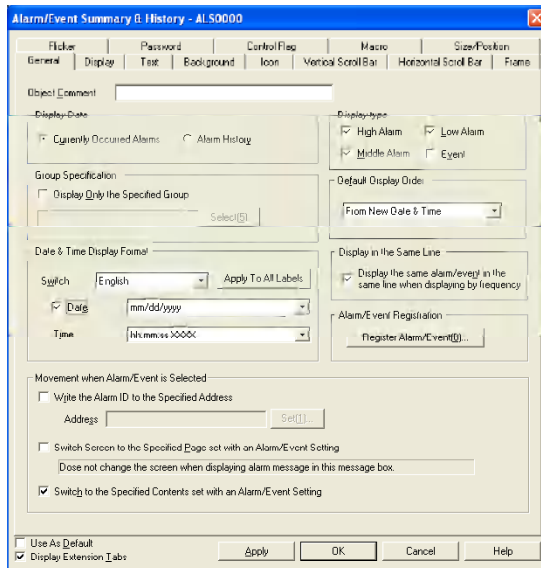 Alarm/Event Summary & History - ALS0000
Flicker Password Control Flag Macro Size/Position
General Display Text Background Icon Vertical Scroll Bar Horizontal Scroll Bar Frame
Object Comment
Display Data
Currently Occurred Alarms Alarm History
Display type
High Alarm Low Alarm
Middle Alarm Event
Group Specification
Display Only the Specified Group
Select(5)
Default Display Order
From New Date & Time
Date & Time Display Format
Switch English Apply To All Labels
Date mm/dd/yyyy
Time hh:mm:ss XXXX
Display in the Same Line
Display the same alarm/event in the
same line when displaying by frequency
Alarm/Event Registration
Register Alarm/Event(0)...
Movement when Alarm/Event is Selected
Write the Alarm ID to the Specified Address
Address Set(1)...
Switch Screen to the Specified Page set with an Alarm/Event Setting
Dose not change the screen when displaying alarm message in this message box.
Switch to the Specified Contents set with an Alarm/Event Setting
Use As Default
Display Extension Tabs
Apply OK Cancel Help